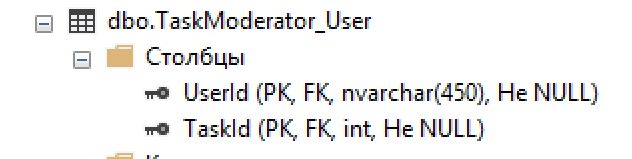 dbo.TaskModerator_User
Столбцы
UserId (PK, FK, nvarchar(450), Не NULL)
TaskId (PK, FK, int, Не NULL)